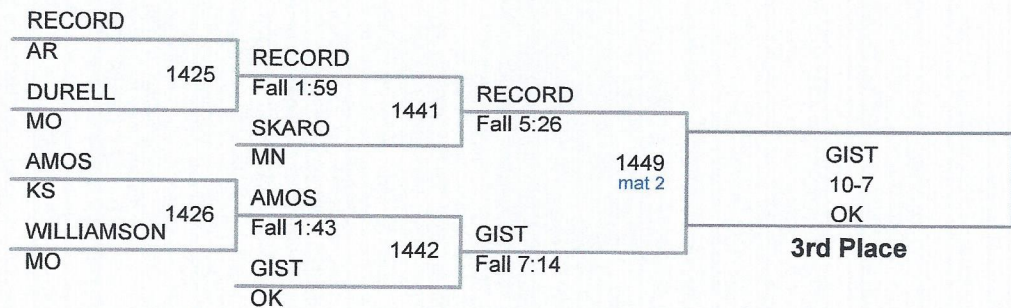 RECORD
AR
1425
DURELL
MO
AMOS
KS
1426
WILLIAMSON
MO
RECORD
Fall 1:59
1441
SKARO
MN
AMOS
Fall 1:43
1442
GIST
OK
RECORD
Fall 5:26
1449
mat 2
GIST
Fall 7:14
GIST
10-7
OK
3rd Place